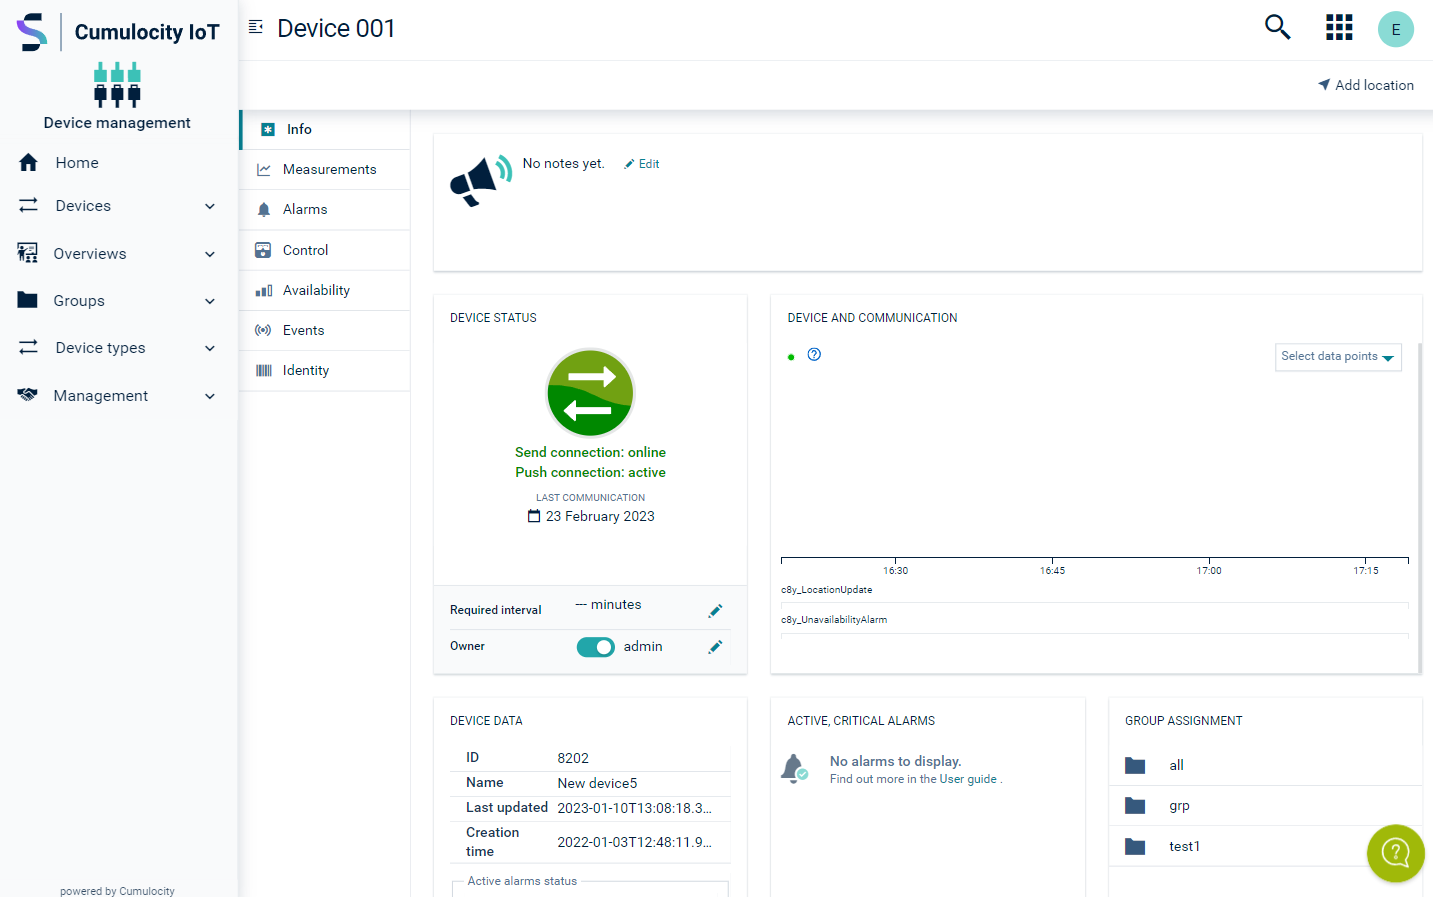 Cumulocity IoT
Device management
Home
Devices
Overviews
Groups
Device types
Management
powered by Cumulocity
Device 001
E
Add location
Info
Measurements
Alarms
Control
Availability
Events
Identity
No notes yet. Edit
DEVICE STATUS
Send connection: online
Push connection: active
LAST COMMUNICATION
23 February 2023
Required interval --- minutes
Owner admin
DEVICE AND COMMUNICATION
Select data points
16:30 16:45 17:00 17:15
c8y_LocationUpdate
c8y_UnavailabilityAlarm
DEVICE DATA
ID 8202
Name New device5
Last updated 2023-01-10T13:08:18.3...
Creation time 2022-01-03T12:48:11.9...
Active alarms status
ACTIVE, CRITICAL ALARMS
No alarms to display.
Find out more in the User guide .
GROUP ASSIGNMENT
all
grp
test1